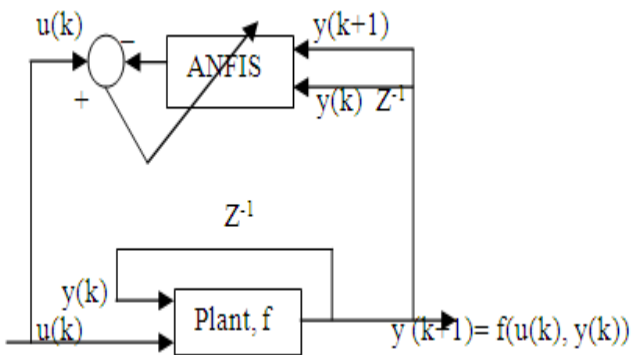 u(k)
−
y(k+1)
ANFIS
+
y(k) Z-1
Z-1
y(k)
Plant, f
u(k)
y (k+1)= f(u(k), y(k))